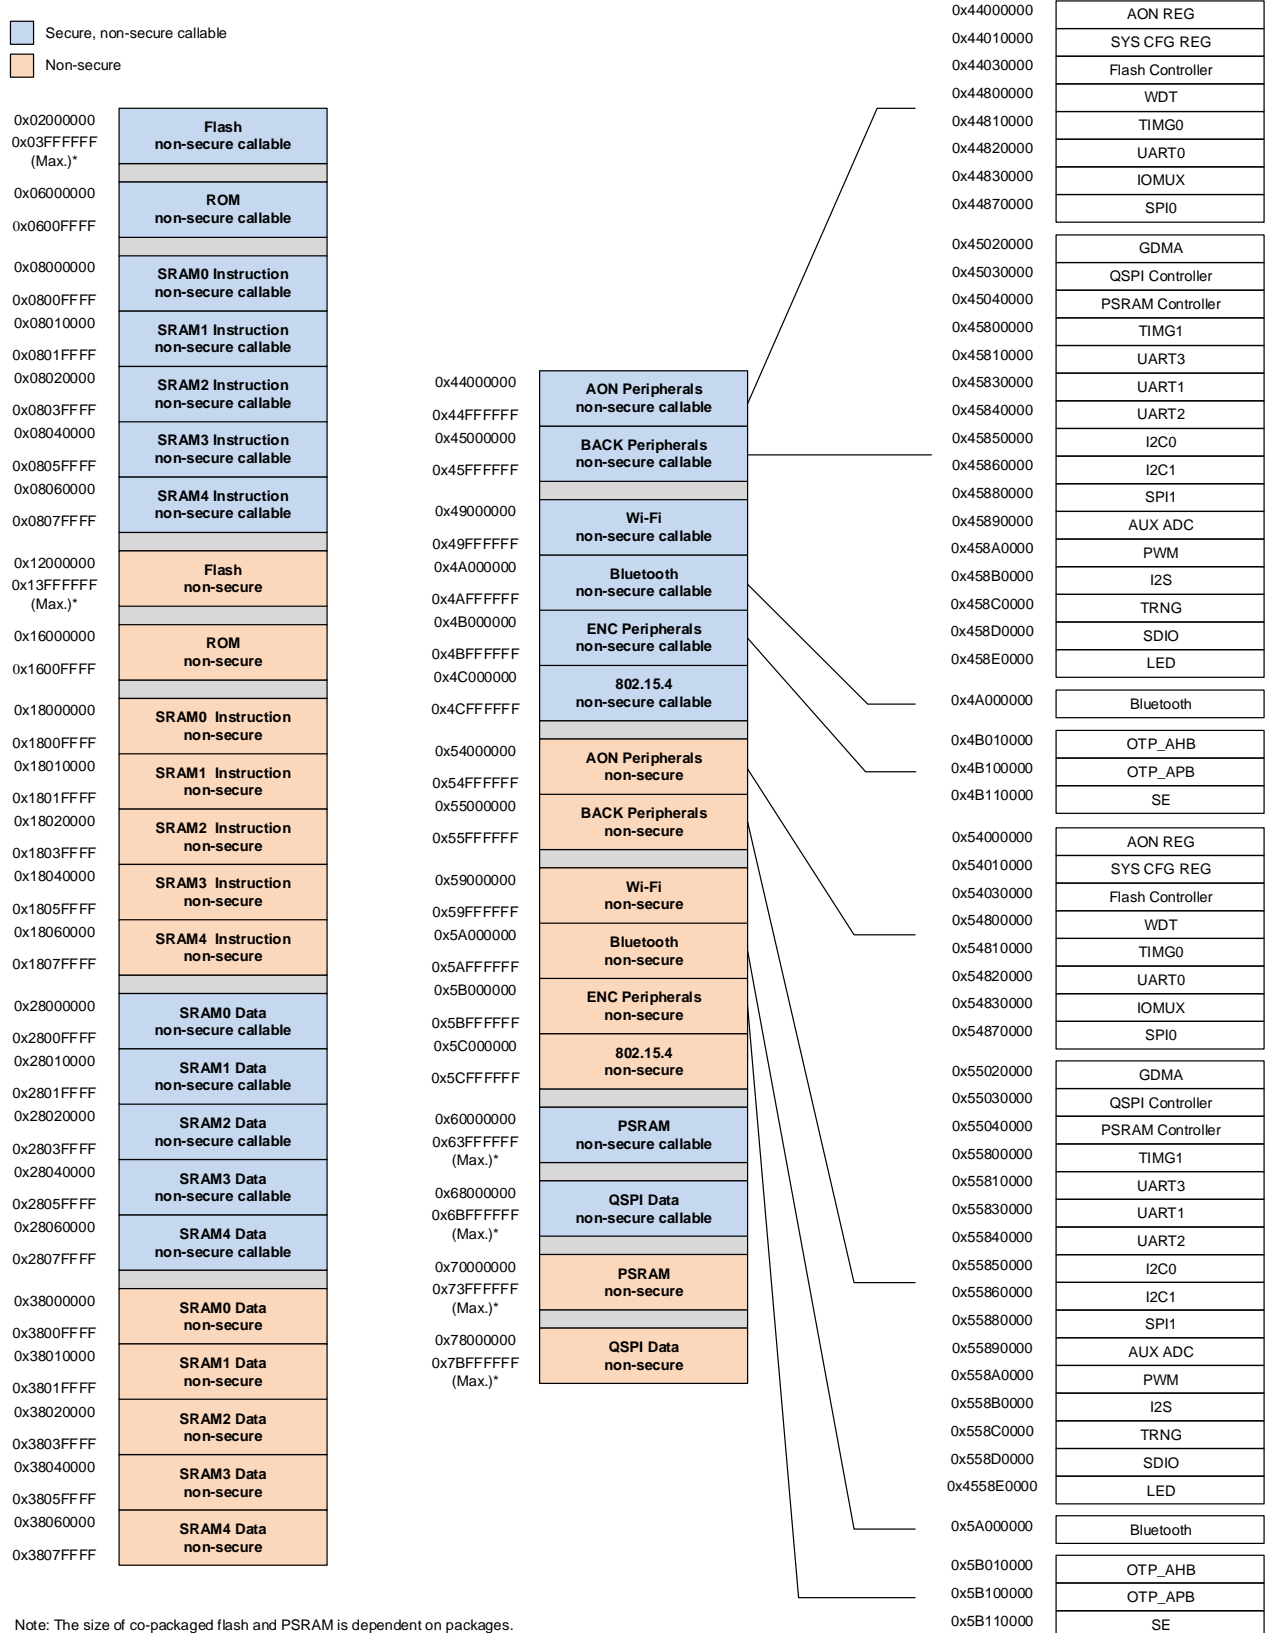 Secure, non-secure callable
Non-secure
0x02000000
0x03FFFFFF
(Max.)*
Flash
non-secure callable
0x06000000
0x0600FFFF
ROM
non-secure callable
0x08000000
0x0800FFFF
SRAM0 Instruction
non-secure callable
0x08010000
0x0801FFFF
SRAM1 Instruction
non-secure callable
0x08020000
0x0803FFFF
SRAM2 Instruction
non-secure callable
0x08040000
0x0805FFFF
SRAM3 Instruction
non-secure callable
0x08060000
0x0807FFFF
SRAM4 Instruction
non-secure callable
0x12000000
0x13FFFFFF
(Max.)*
Flash
non-secure
0x16000000
0x1600FFFF
ROM
non-secure
0x18000000
0x1800FFFF
SRAM0 Instruction
non-secure
0x18010000
0x1801FFFF
SRAM1 Instruction
non-secure
0x18020000
0x1803FFFF
SRAM2 Instruction
non-secure
0x18040000
0x1805FFFF
SRAM3 Instruction
non-secure
0x18060000
0x1807FFFF
SRAM4 Instruction
non-secure
0x28000000
0x2800FFFF
SRAM0 Data
non-secure callable
0x28010000
0x2801FFFF
SRAM1 Data
non-secure callable
0x28020000
0x2803FFFF
SRAM2 Data
non-secure callable
0x28040000
0x2805FFFF
SRAM3 Data
non-secure callable
0x28060000
0x2807FFFF
SRAM4 Data
non-secure callable
0x38000000
0x3800FFFF
SRAM0 Data
non-secure
0x38010000
0x3801FFFF
SRAM1 Data
non-secure
0x38020000
0x3803FFFF
SRAM2 Data
non-secure
0x38040000
0x3805FFFF
SRAM3 Data
non-secure
0x38060000
0x3807FFFF
SRAM4 Data
non-secure
0x44000000
0x44FFFFFF
AON Peripherals
non-secure callable
0x45000000
0x45FFFFFF
BACK Peripherals
non-secure callable
0x49000000
0x49FFFFFF
Wi-Fi
non-secure callable
0x4A000000
0x4AFFFFFF
Bluetooth
non-secure callable
0x4B000000
0x4BFFFFFF
ENC Peripherals
non-secure callable
0x4C000000
0x4CFFFFFF
802.15.4
non-secure callable
0x54000000
0x54FFFFFF
AON Peripherals
non-secure
0x55000000
0x55FFFFFF
BACK Peripherals
non-secure
0x59000000
0x59FFFFFF
Wi-Fi
non-secure
0x5A000000
0x5AFFFFFF
Bluetooth
non-secure
0x5B000000
0x5BFFFFFF
ENC Peripherals
non-secure
0x5C000000
0x5CFFFFFF
802.15.4
non-secure
0x60000000
0x63FFFFFF
(Max.)*
PSRAM
non-secure callable
0x68000000
0x6BFFFFFF
(Max.)*
QSPI Data
non-secure callable
0x70000000
0x73FFFFFF
(Max.)*
PSRAM
non-secure
0x78000000
0x7BFFFFFF
(Max.)*
QSPI Data
non-secure
0x44000000 AON REG
0x44010000 SYS CFG REG
0x44030000 Flash Controller
0x44800000 WDT
0x44810000 TIMG0
0x44820000 UART0
0x44830000 IOMUX
0x44870000 SPI0
0x45020000 GDMA
0x45030000 QSPI Controller
0x45040000 PSRAM Controller
0x45800000 TIMG1
0x45810000 UART3
0x45830000 UART1
0x45840000 UART2
0x45850000 I2C0
0x45860000 I2C1
0x45880000 SPI1
0x45890000 AUX ADC
0x458A0000 PWM
0x458B0000 I2S
0x458C0000 TRNG
0x458D0000 SDIO
0x458E0000 LED
0x4A000000 Bluetooth
0x4B010000 OTP_AHB
0x4B100000 OTP_APB
0x4B110000 SE
0x54000000 AON REG
0x54010000 SYS CFG REG
0x54030000 Flash Controller
0x54800000 WDT
0x54810000 TIMG0
0x54820000 UART0
0x54830000 IOMUX
0x54870000 SPI0
0x55020000 GDMA
0x55030000 QSPI Controller
0x55040000 PSRAM Controller
0x55800000 TIMG1
0x55810000 UART3
0x55830000 UART1
0x55840000 UART2
0x55850000 I2C0
0x55860000 I2C1
0x55880000 SPI1
0x55890000 AUX ADC
0x558A0000 PWM
0x558B0000 I2S
0x558C0000 TRNG
0x558D0000 SDIO
0x4558E0000 LED
0x5A000000 Bluetooth
0x5B010000 OTP_AHB
0x5B100000 OTP_APB
0x5B110000 SE
Note: The size of co-packaged flash and PSRAM is dependent on packages.